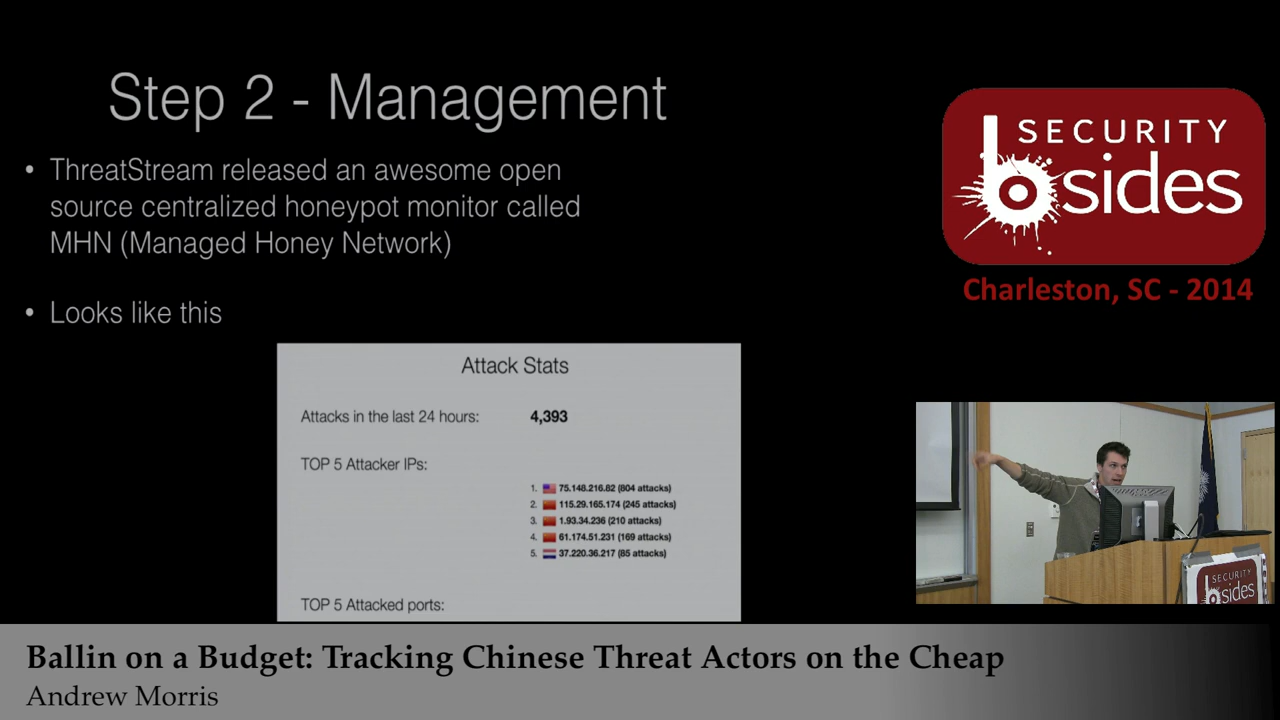 Step 2 - Management
• ThreatStream released an awesome open
source centralized honeypot monitor called
MHN (Managed Honey Network)
• Looks like this
Attack Stats
Attacks in the last 24 hours: 4,393
TOP 5 Attacker IPs:
1. 75.148.216.82 (804 attacks)
2. 115.29.165.174 (245 attacks)
3. 1.93.34.236 (210 attacks)
4. 61.174.51.231 (169 attacks)
5. 37.220.36.217 (85 attacks)
TOP 5 Attacked ports:
SECURITY
bsides
Charleston, SC - 2014
SECURITY
bsides
Ballin on a Budget: Tracking Chinese Threat Actors on the Cheap
Andrew Morris